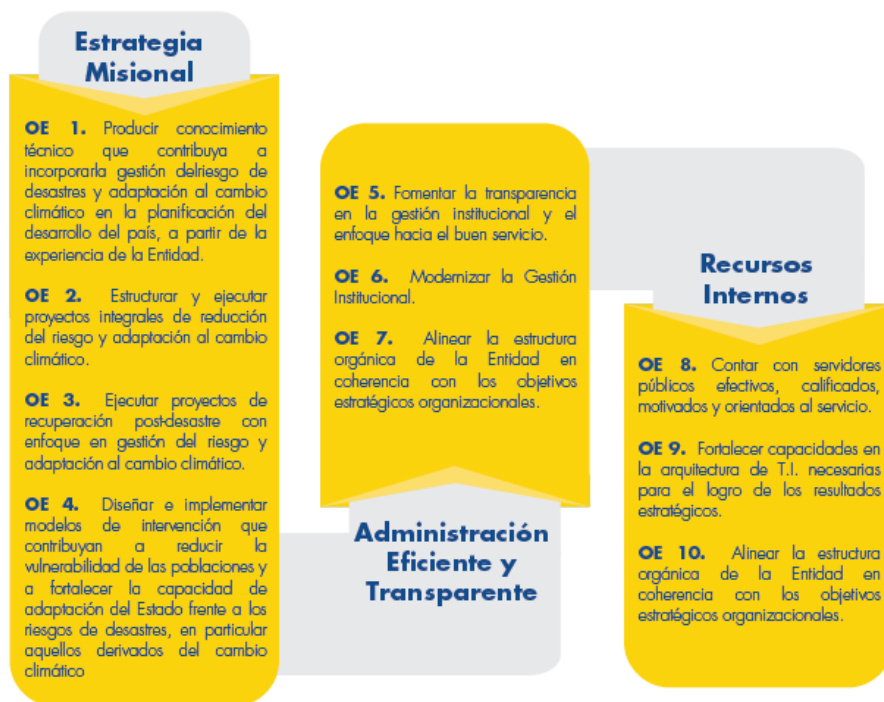 Estrategia
Misional
OE 1. Producir conocimiento
técnico que contribuya a
incorporarla gestión delriesgo de
desastres y adaptación al cambio
climático en la planificación del
desarrollo del país, a partir de la
experiencia de la Entidad.
OE 2. Estructurar y ejecutar
proyectos integrales de reducción
del riesgo y adaptación al cambio
climático.
OE 3. Ejecutar proyectos de
recuperación post-desastre con
enfoque en gestión del riesgo y
adaptación al cambio climático.
OE 4. Diseñar e implementar
modelos de intervención que
contribuyan a reducir la
vulnerabilidad de las poblaciones y
a fortalecer la capacidad de
adaptación del Estado frente a los
riesgos de desastres, en particular
aquellos derivados del cambio
climático
OE 5. Fomentar la transparencia
en la gestión institucional y el
enfoque hacia el buen servicio.
OE 6. Modernizar la Gestión
Institucional.
OE 7. Alinear la estructura
orgánica de la Entidad en
coherencia con los objetivos
estratégicos organizacionales.
Administración
Eficiente y
Transparente
Recursos
Internos
OE 8. Contar con servidores
públicos efectivos, calificados,
motivados y orientados al servicio.
OE 9. Fortalecer capacidades en
la arquitectura de T.I. necesarias
para el logro de los resultados
estratégicos.
OE 10. Alinear la estructura
orgánica de la Entidad en
coherencia con los objetivos
estratégicos organizacionales.